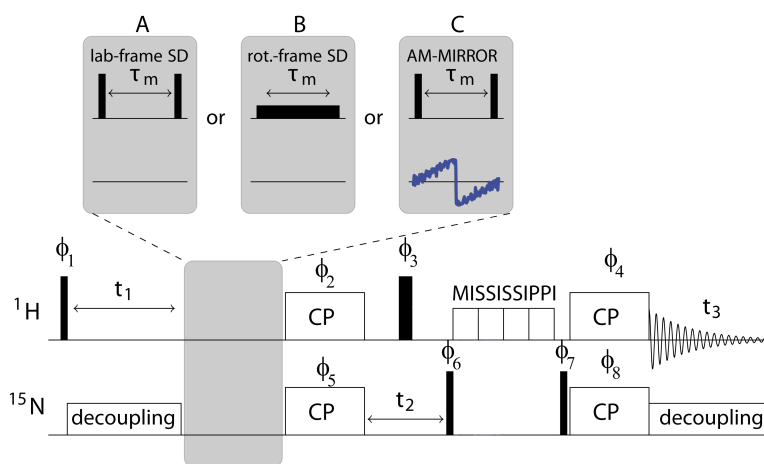 A B C
lab-frame SD rot.-frame SD AM-MIRROR
τm τm τm
or or
ϕ1 ϕ2 ϕ3 ϕ4
t1 MISSISSIPPI t3
1H CP CP
ϕ5 ϕ6 ϕ7 ϕ8
15N decoupling CP t2 CP decoupling